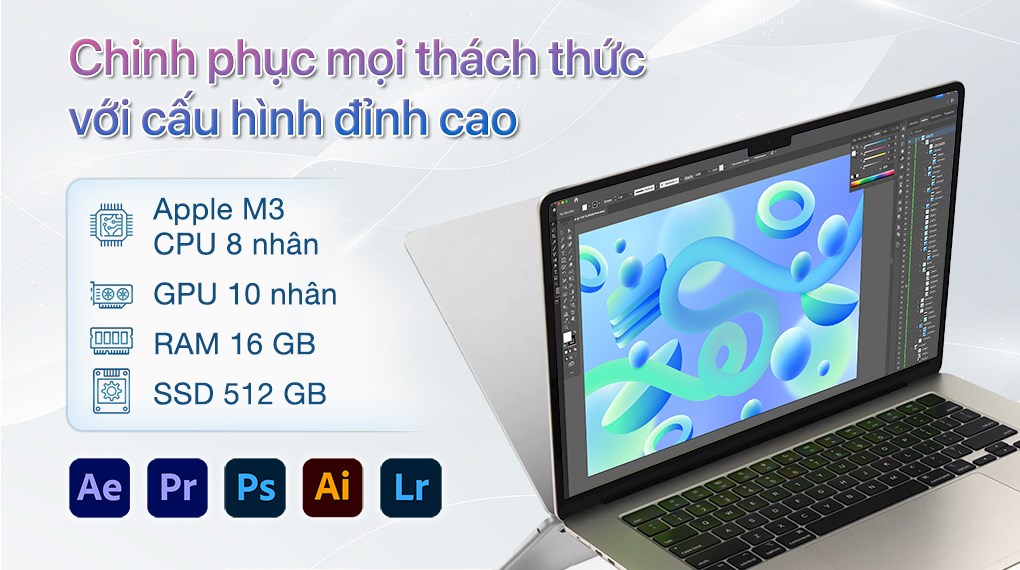 Chinh phục mọi thách thức
với cấu hình đỉnh cao
Apple M3
CPU 8 nhân
GPU 10 nhân
RAM 16 GB
SSD 512 GB
Ae Pr Ps Ai Lr